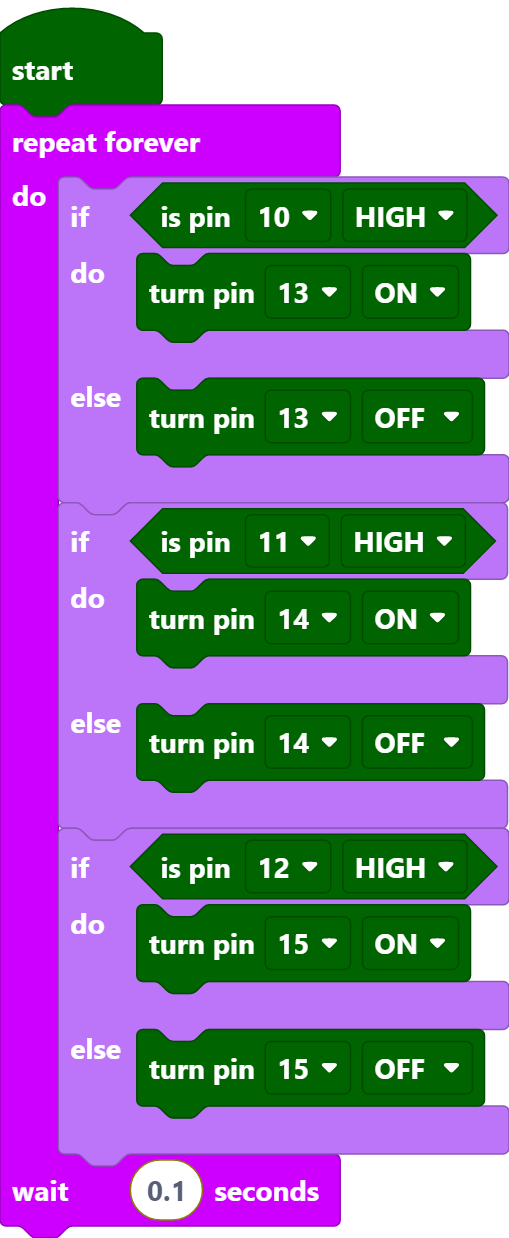 start
repeat forever
do
if is pin 10 HIGH
do turn pin 13 ON
else turn pin 13 OFF
if is pin 11 HIGH
do turn pin 14 ON
else turn pin 14 OFF
if is pin 12 HIGH
do turn pin 15 ON
else turn pin 15 OFF
wait 0.1 seconds